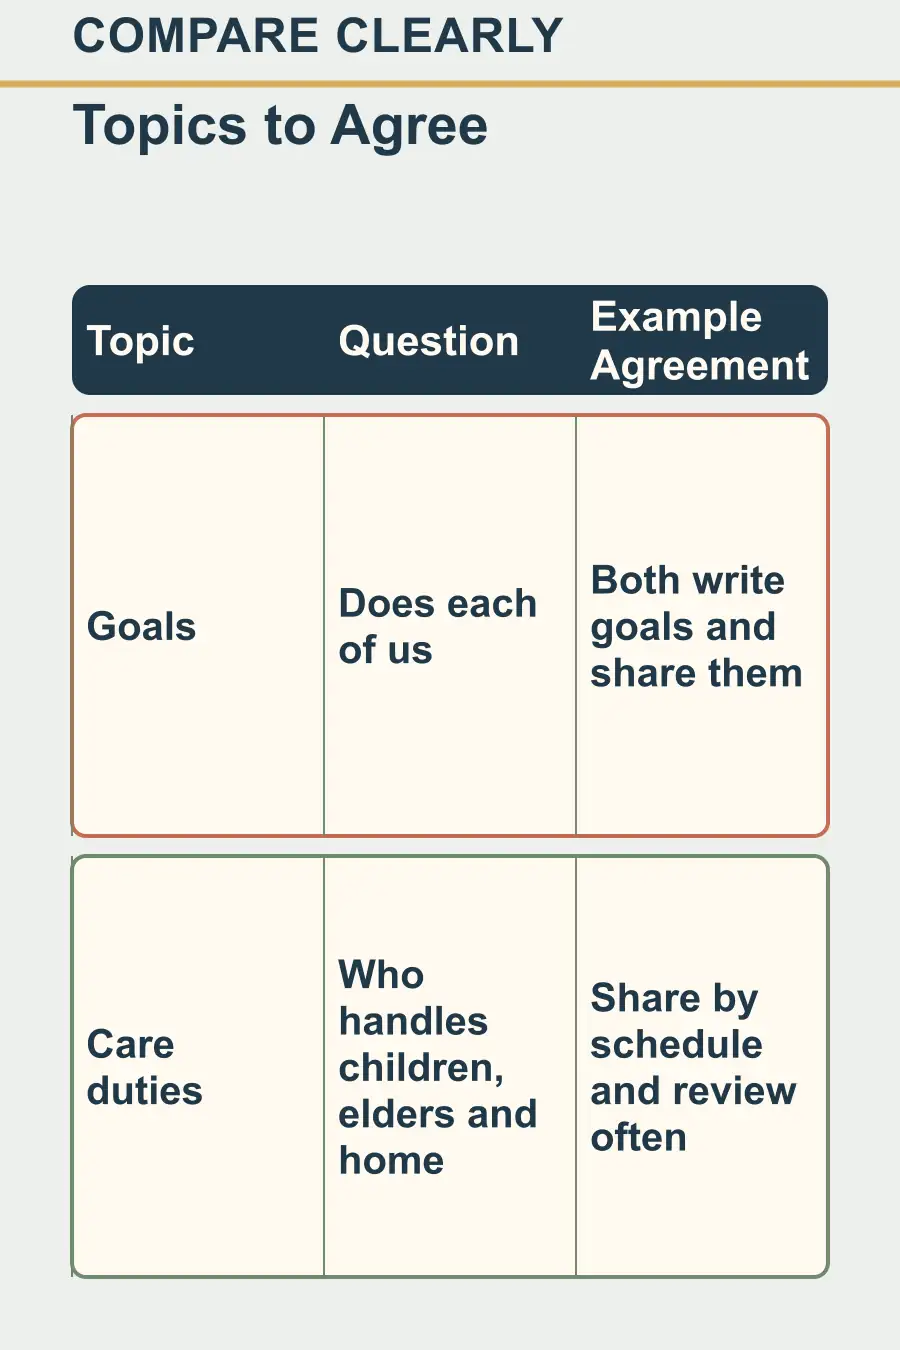 COMPARE CLEARLY
Topics to Agree
Topic
Question
Example
Agreement
Goals
Does each
of us
Both write
goals and
share them
Care
duties
Who
handles
children,
elders and
home
Share by
schedule
and review
often